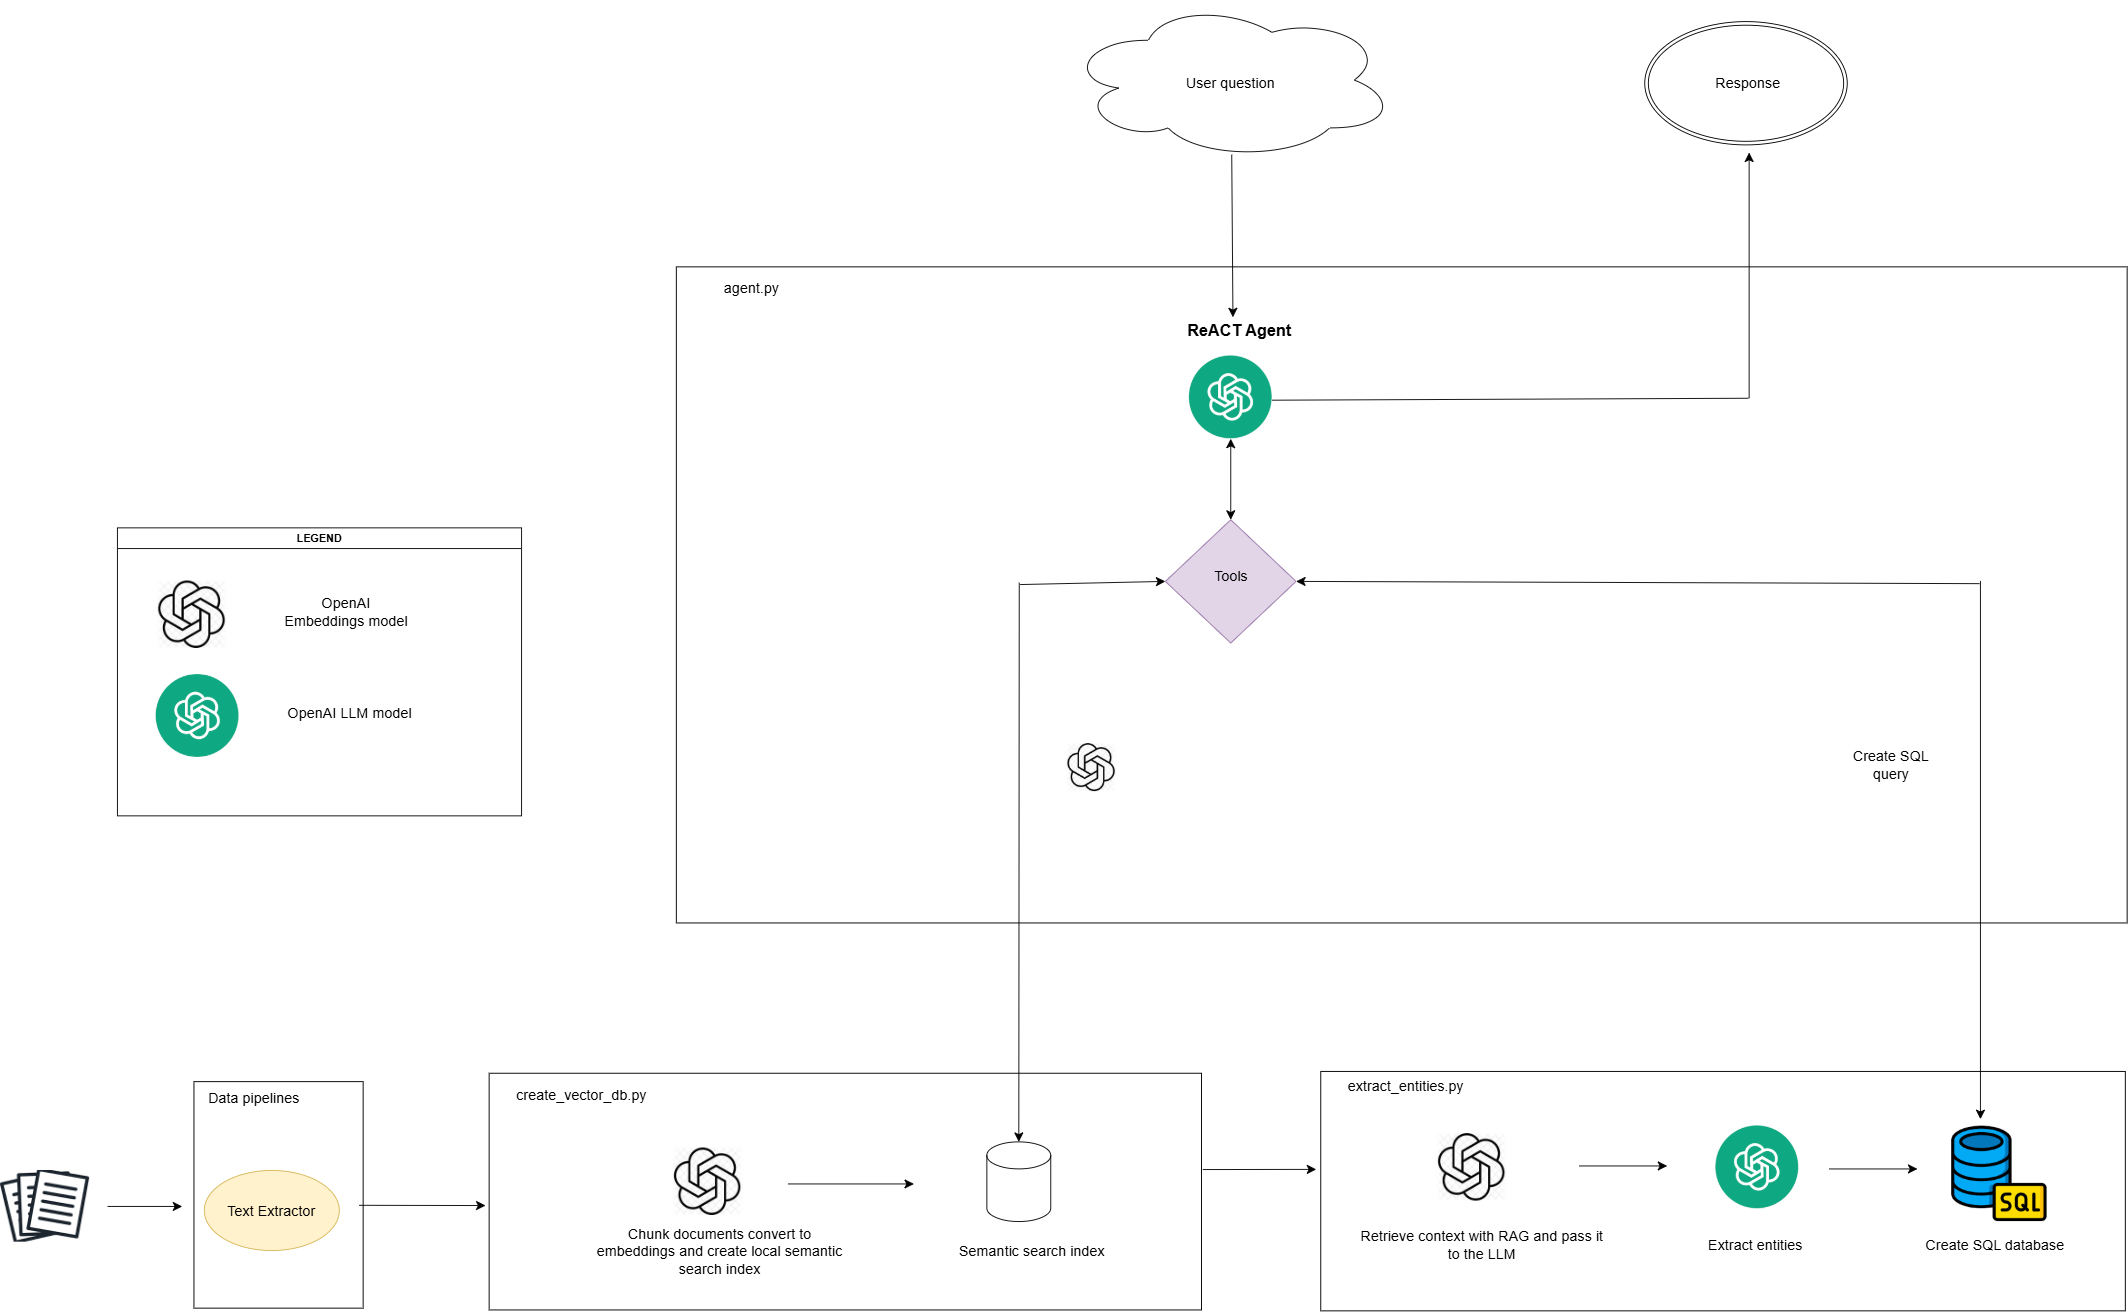 User question
Response
agent.py
ReACT Agent
LEGEND
OpenAI
Embeddings model
OpenAI LLM model
Tools
Create SQL
query
Data pipelines
Text Extractor
create_vector_db.py
Chunk documents convert to
embeddings and create local semantic
search index
Semantic search index
extract_entities.py
Retrieve context with RAG and pass it
to the LLM
Extract entities
SQL
Create SQL database